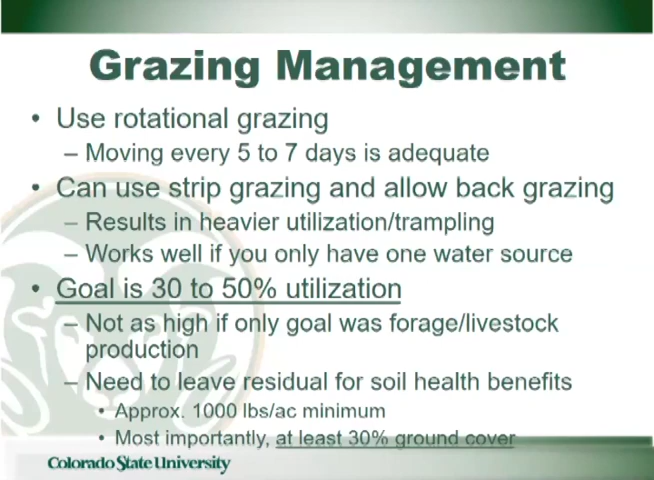 Grazing Management
• Use rotational grazing
– Moving every 5 to 7 days is adequate
• Can use strip grazing and allow back grazing
– Results in heavier utilization/trampling
– Works well if you only have one water source
• Goal is 30 to 50% utilization
– Not as high if only goal was forage/livestock
production
– Need to leave residual for soil health benefits
• Approx. 1000 lbs/ac minimum
• Most importantly, at least 30% ground cover
Colorado State University